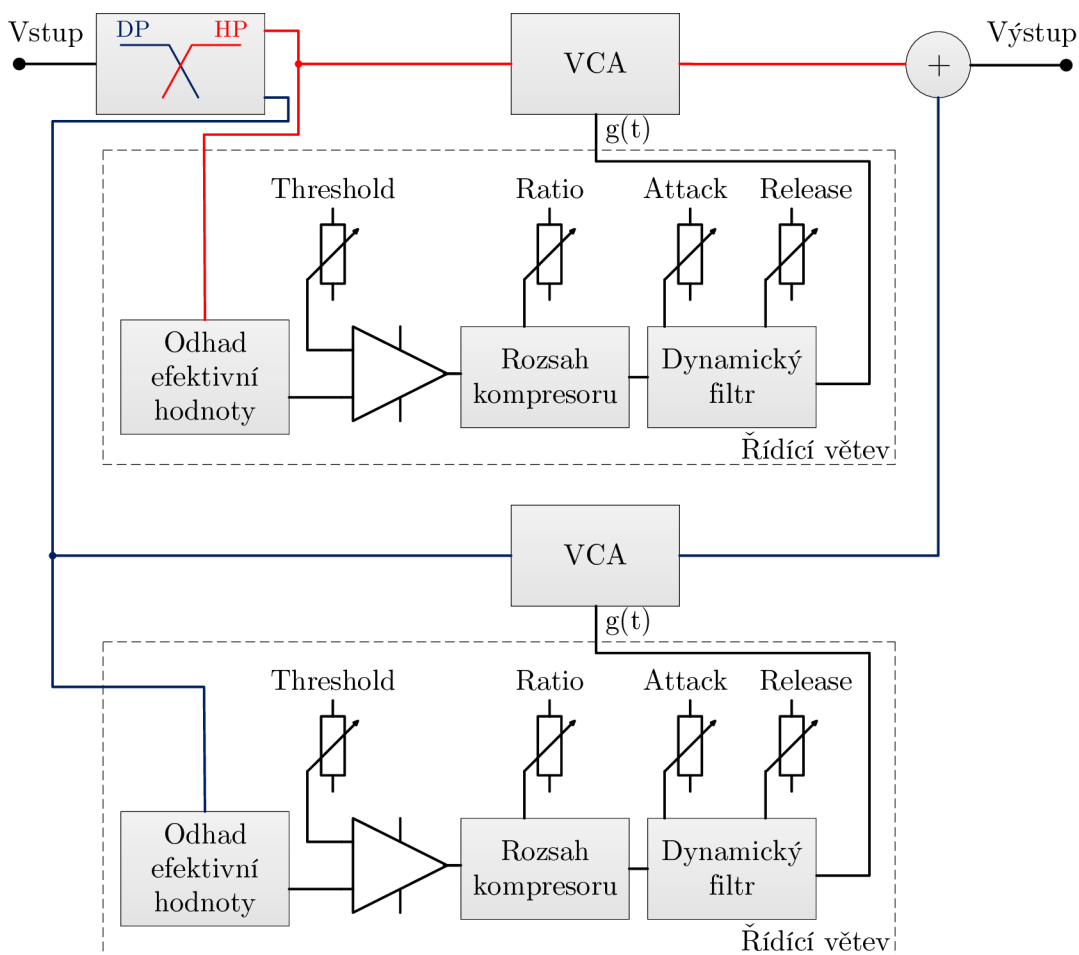 Vstup
DP
HP
VCA
+
Výstup
g(t)
Threshold
Ratio
Attack
Release
Odhad
efektivní
hodnoty
Rozsah
kompresoru
Dynamický
filtr
Řídící větev
VCA
g(t)
Threshold
Ratio
Attack
Release
Odhad
efektivní
hodnoty
Rozsah
kompresoru
Dynamický
filtr
Řídící větev